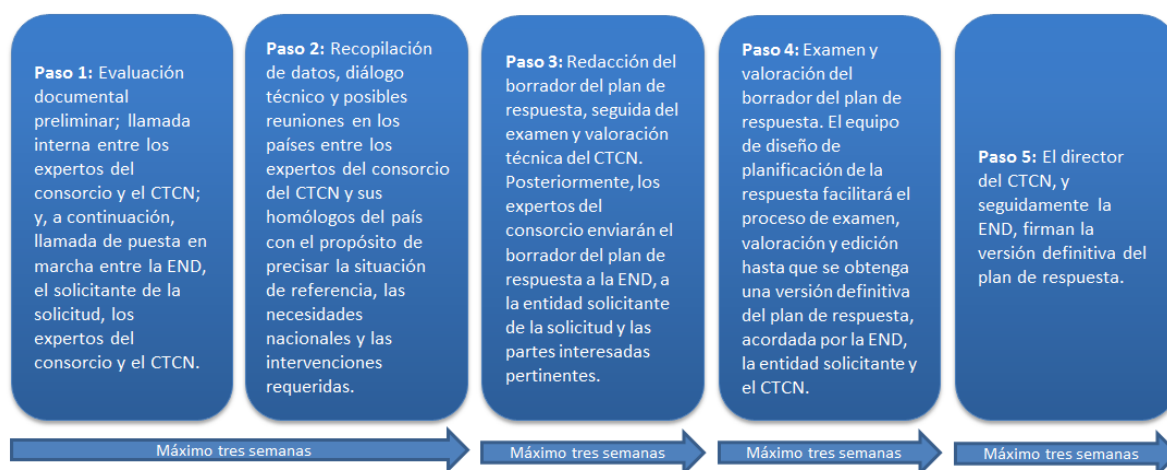 Paso 1: Evaluación
documental
preliminar; llamada
interna entre los
expertos del
consorcio y el CTCN;
y, a continuación,
llamada de puesta en
marcha entre la END,
el solicitante de la
solicitud, los
expertos del
consorcio y el CTCN.
Paso 2: Recopilación
de datos, diálogo
técnico y posibles
reuniones en los
países entre los
expertos del consorcio
del CTCN y sus
homólogos del país
con el propósito de
precisar la situación
de referencia, las
necesidades
nacionales y las
intervenciones
requeridas.
Paso 3: Redacción del
borrador del plan de
respuesta, seguida del
examen y valoración
técnica del CTCN.
Posteriormente, los
expertos del
consorcio enviarán el
borrador del plan de
respuesta a la END, a
la entidad solicitante
de la solicitud y las
partes interesadas
pertinentes.
Paso 4: Examen y
valoración del
borrador del plan de
respuesta. El equipo
de diseño de
planificación de la
respuesta facilitará el
proceso de examen,
valoración y edición
hasta que se obtenga
una versión definitiva
del plan de respuesta,
acordada por la END,
la entidad solicitante y
el CTCN.
Paso 5: El director
del CTCN, y
seguidamente la
END, firman la
versión definitiva del
plan de respuesta.
Máximo tres semanas
Máximo tres semanas
Máximo tres semanas
Máximo tres semanas